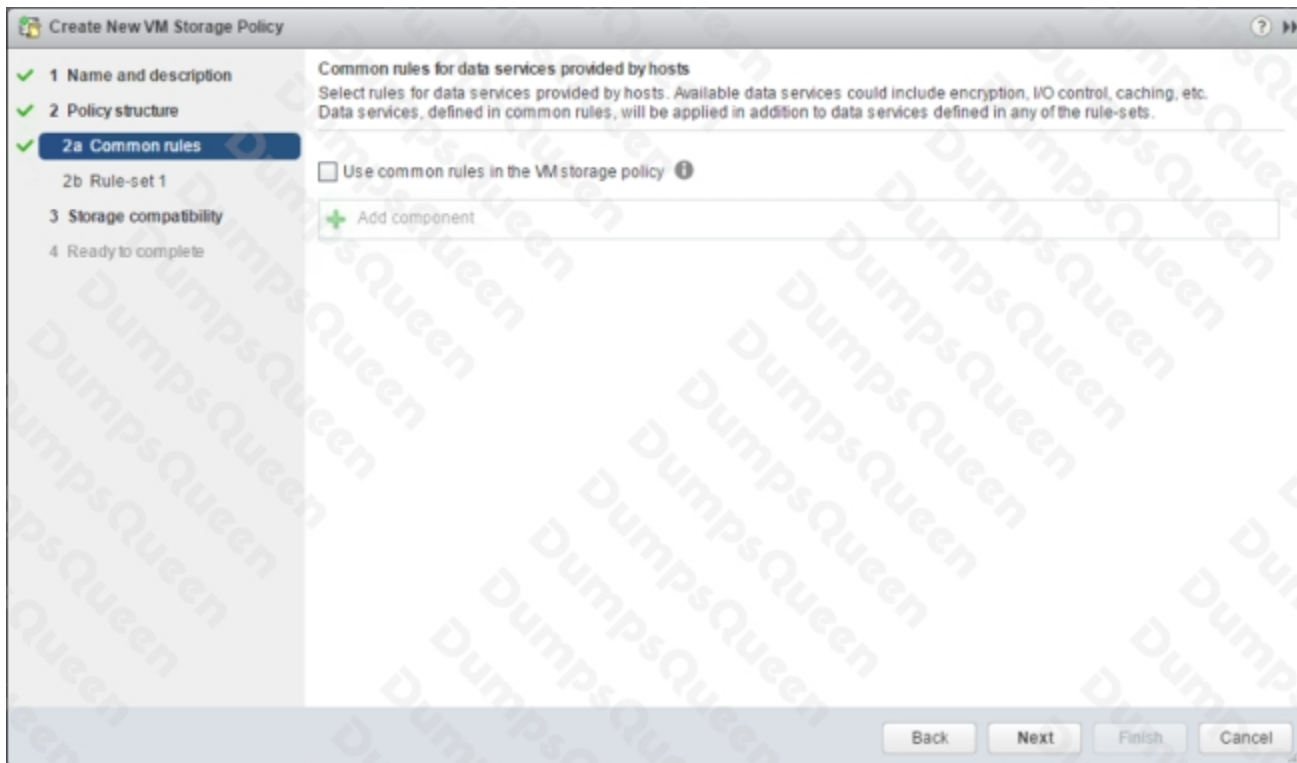 Create New VM Storage Policy
?
1 Name and description
2 Policy structure
2a Common rules
2b Rule-set 1
3 Storage compatibility
4 Ready to complete
Common rules for data services provided by hosts
Select rules for data services provided by hosts. Available data services could include encryption, I/O control, caching, etc.
Data services, defined in common rules, will be applied in addition to data services defined in any of the rule-sets.
Use common rules in the VM storage policy
Add component
Back Next Finish Cancel
DumpsQueen